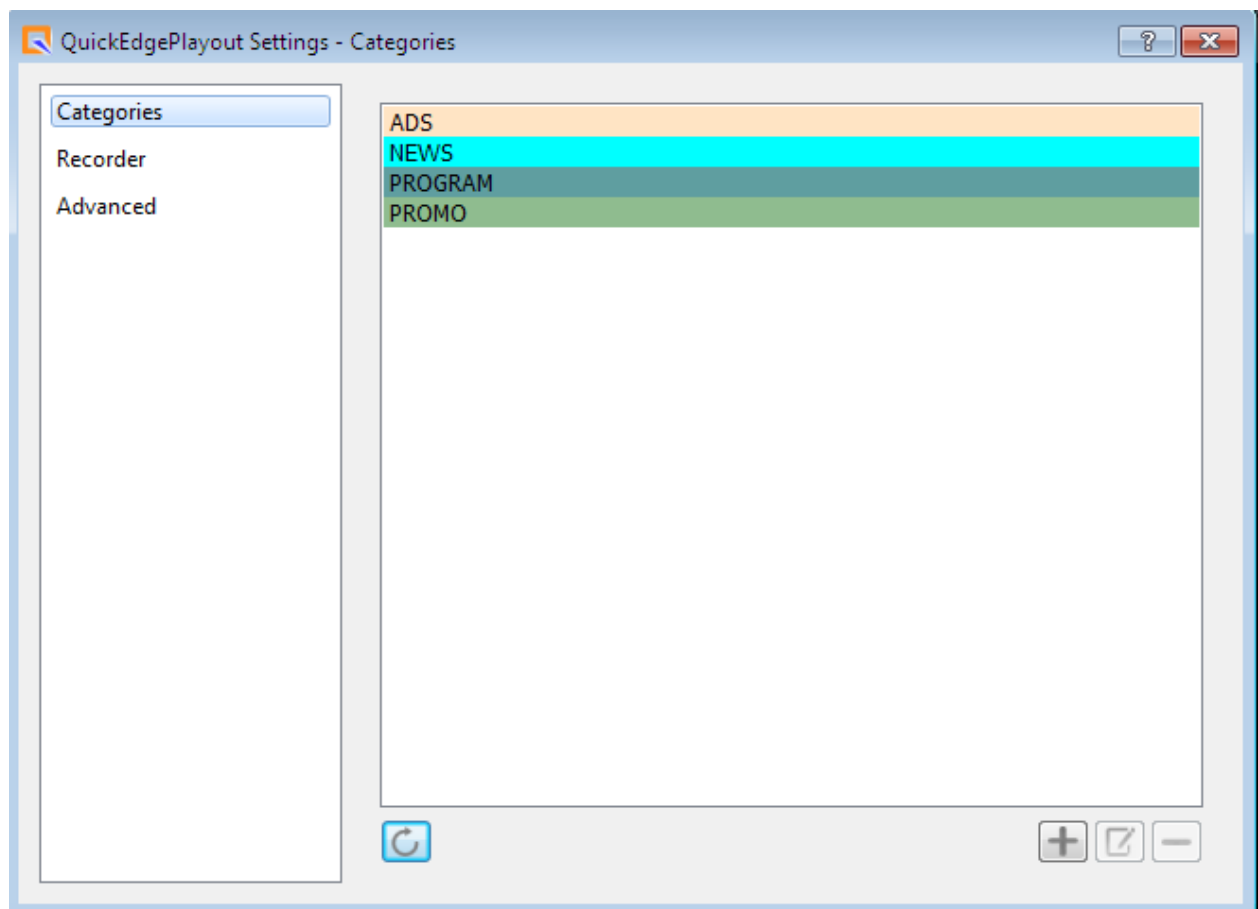 QuickEdgePlayout Settings - Categories
Categories
Recorder
Advanced
ADS
NEWS
PROGRAM
PROMO